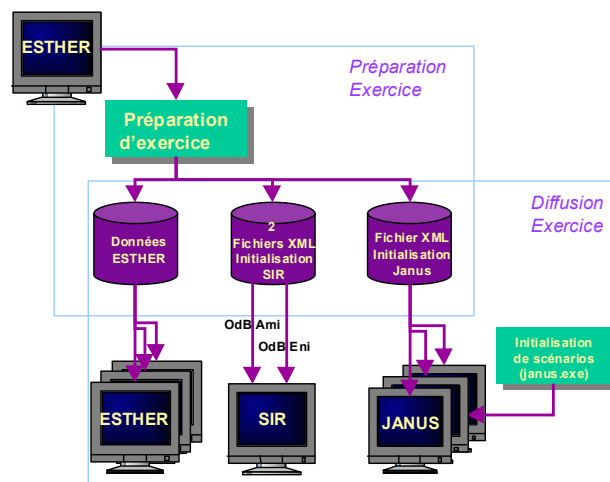 ESTHER
Préparation
Exercice
Préparation
d'exercice
Diffusion
Exercice
Données
ESTHER
2
Fichiers XML
Initialisation
SIR
Fichier XML
Initialisation
Janus
OdB Ami
OdB Eni
Initialisation
de scénarios
(janus.exe)
ESTHER
SIR
JANUS